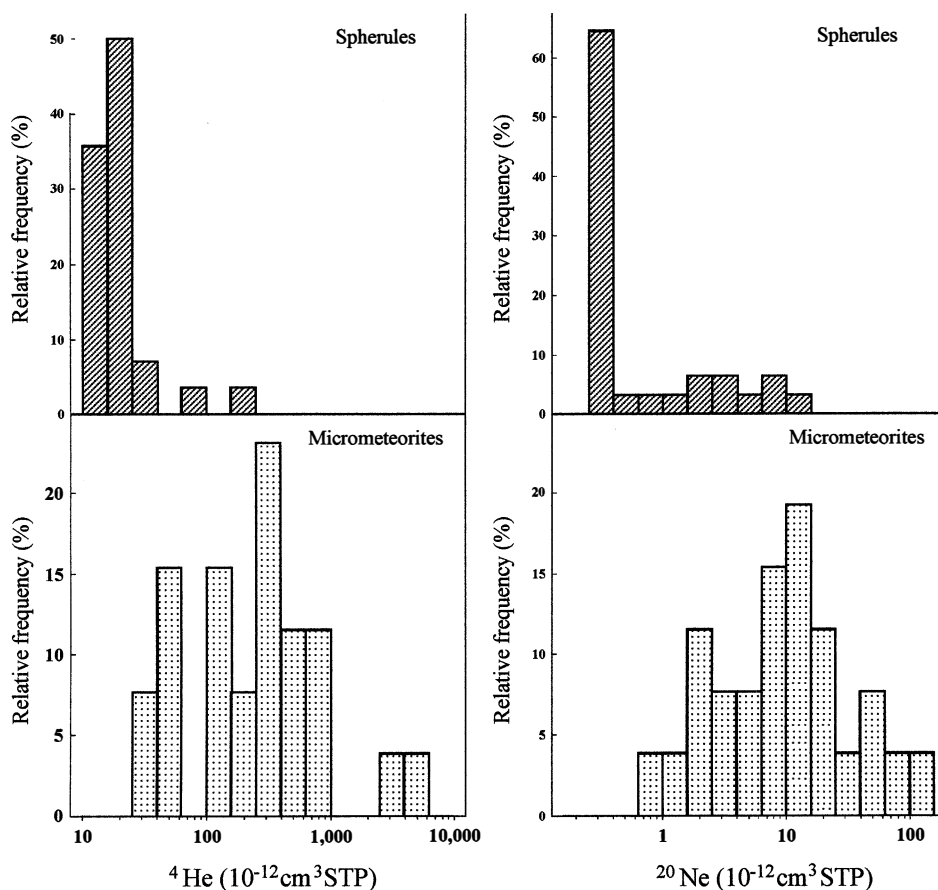 Spherules
Relative frequency (%)
50
40
30
20
10
0
Spherules
Relative frequency (%)
60
50
40
30
20
10
0
Micrometeorites
Relative frequency (%)
20
15
10
5
0
10 100 1,000 10,000
⁴He (10⁻¹²cm³STP)
Micrometeorites
Relative frequency (%)
20
15
10
5
0
1 10 100
²⁰Ne (10⁻¹²cm³STP)